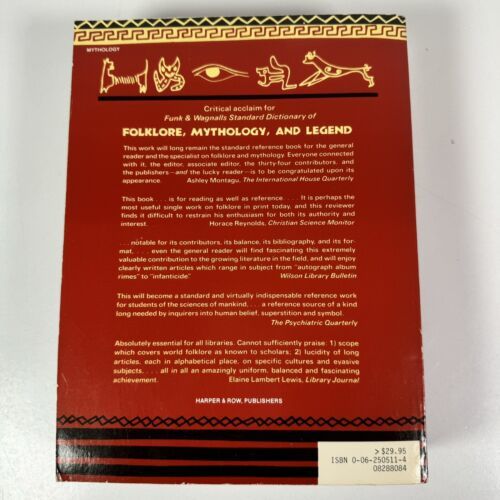 MYTHOLOGY
Critical acclaim for
Funk & Wagnalls Standard Dictionary of
FOLKLORE, MYTHOLOGY, AND LEGEND
This work will long remain the standard reference book for the general
reader and the specialist on folklore and mythology. Everyone connected
with it, the editor, associate editor, the thirty-four contributors, and
the publishers—and the lucky reader—is to be congratulated upon its
appearance. Ashley Montagu, The International House Quarterly
This book . . . is for reading as well as reference. . . . It is perhaps the
most useful single work on folklore in print today, and this reviewer
finds it difficult to restrain his enthusiasm for both its authority and
interest. Horace Reynolds, Christian Science Monitor
. . . notable for its contributors, its balance, its bibliography, and its for-
mat, . . . even the general reader will find fascinating this extremely
valuable contribution to the growing literature in the field, and will enjoy
clearly written articles which range in subject from "autograph album
rimes" to "infanticide". Wilson Library Bulletin
This will become a standard and virtually indispensable reference work
for students of the sciences of mankind, . . . a reference source of a kind
long needed by inquirers into human belief, superstition and symbol.
The Psychiatric Quarterly
Absolutely essential for all libraries. Cannot sufficiently praise: 1) scope
which covers world folklore as known to scholars; 2) lucidity of long
articles, each in alphabetical place, on specific cultures and evasive
subjects. . . . all in all an amazingly uniform, balanced and fascinating
achievement. Elaine Lambert Lewis, Library Journal
HARPER & ROW, PUBLISHERS
> $29.95
ISBN 0-06-250511-4
08288084